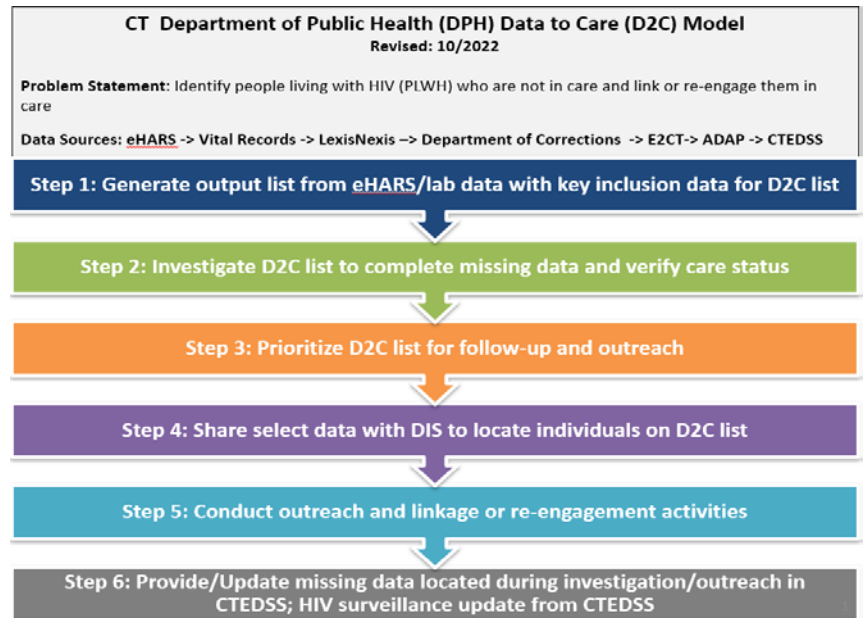 CT Department of Public Health (DPH) Data to Care (D2C) Model
Revised: 10/2022
Problem Statement: Identify people living with HIV (PLWH) who are not in care and link or re-engage them in
care
Data Sources: eHARS -> Vital Records -> LexisNexis –> Department of Corrections -> E2CT-> ADAP -> CTEDSS
Step 1: Generate output list from eHARS/lab data with key inclusion data for D2C list
Step 2: Investigate D2C list to complete missing data and verify care status
Step 3: Prioritize D2C list for follow-up and outreach
Step 4: Share select data with DIS to locate individuals on D2C list
Step 5: Conduct outreach and linkage or re-engagement activities
Step 6: Provide/Update missing data located during investigation/outreach in
CTEDSS; HIV surveillance update from CTEDSS